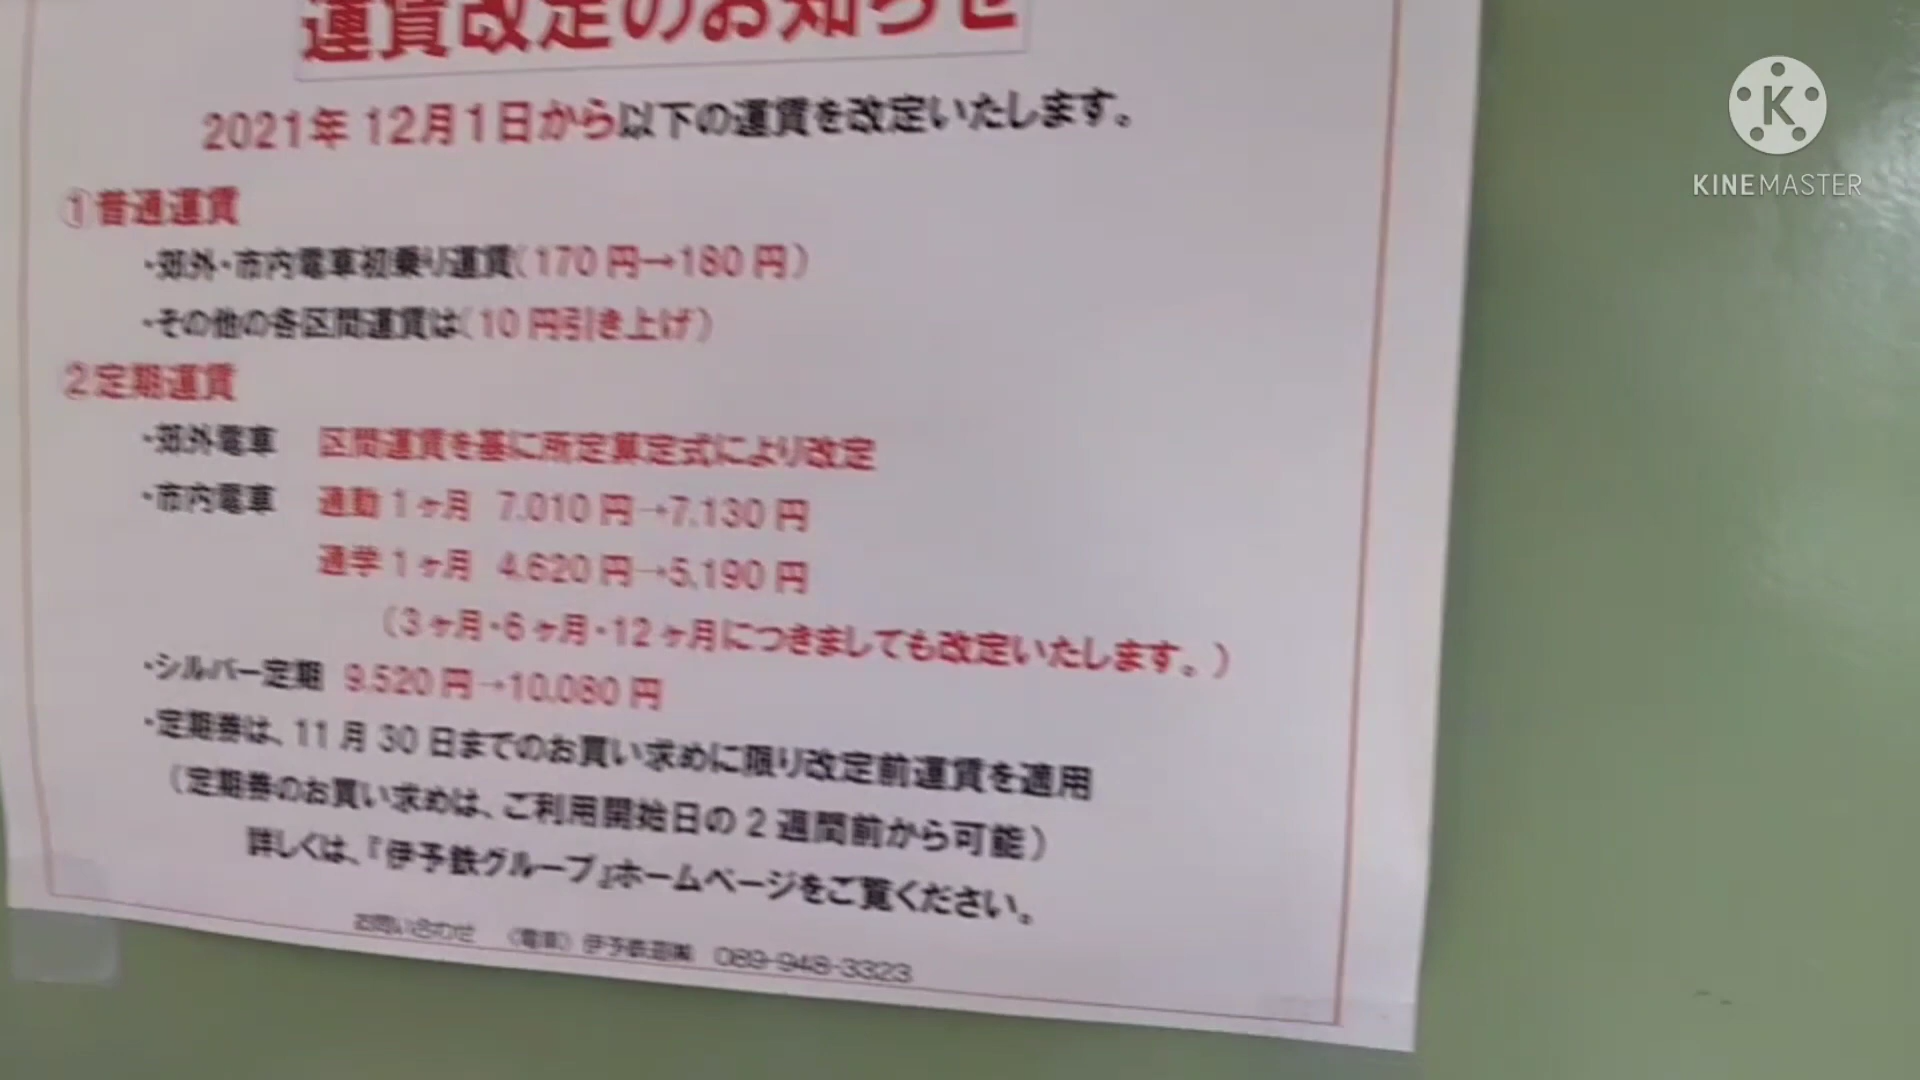 運賃改定のお知らせ
2021年12月1日から以下の運賃を改定いたします。
①普通運賃
・郊外・市内電車初乗り運賃(170円→180円)
・その他の各区間運賃は(10円引き上げ)
②定期運賃
・郊外電車 区間運賃を基に所定算定式により改定
・市内電車 通勤1ヶ月 7,010円→7,130円
通学1ヶ月 4,620円→5,190円
(3ヶ月・6ヶ月・12ヶ月につきましても改定いたします。)
・シルバー定期 9,520円→10,080円
・定期券は、11月30日までのお買い求めに限り改定前運賃を適用
(定期券のお買い求めは、ご利用開始日の2週間前から可能)
詳しくは、『伊予鉄グループ』ホームページをご覧ください。
お問い合わせ (電車)伊予鉄道㈱ 089-948-3323
K
KINEMASTER